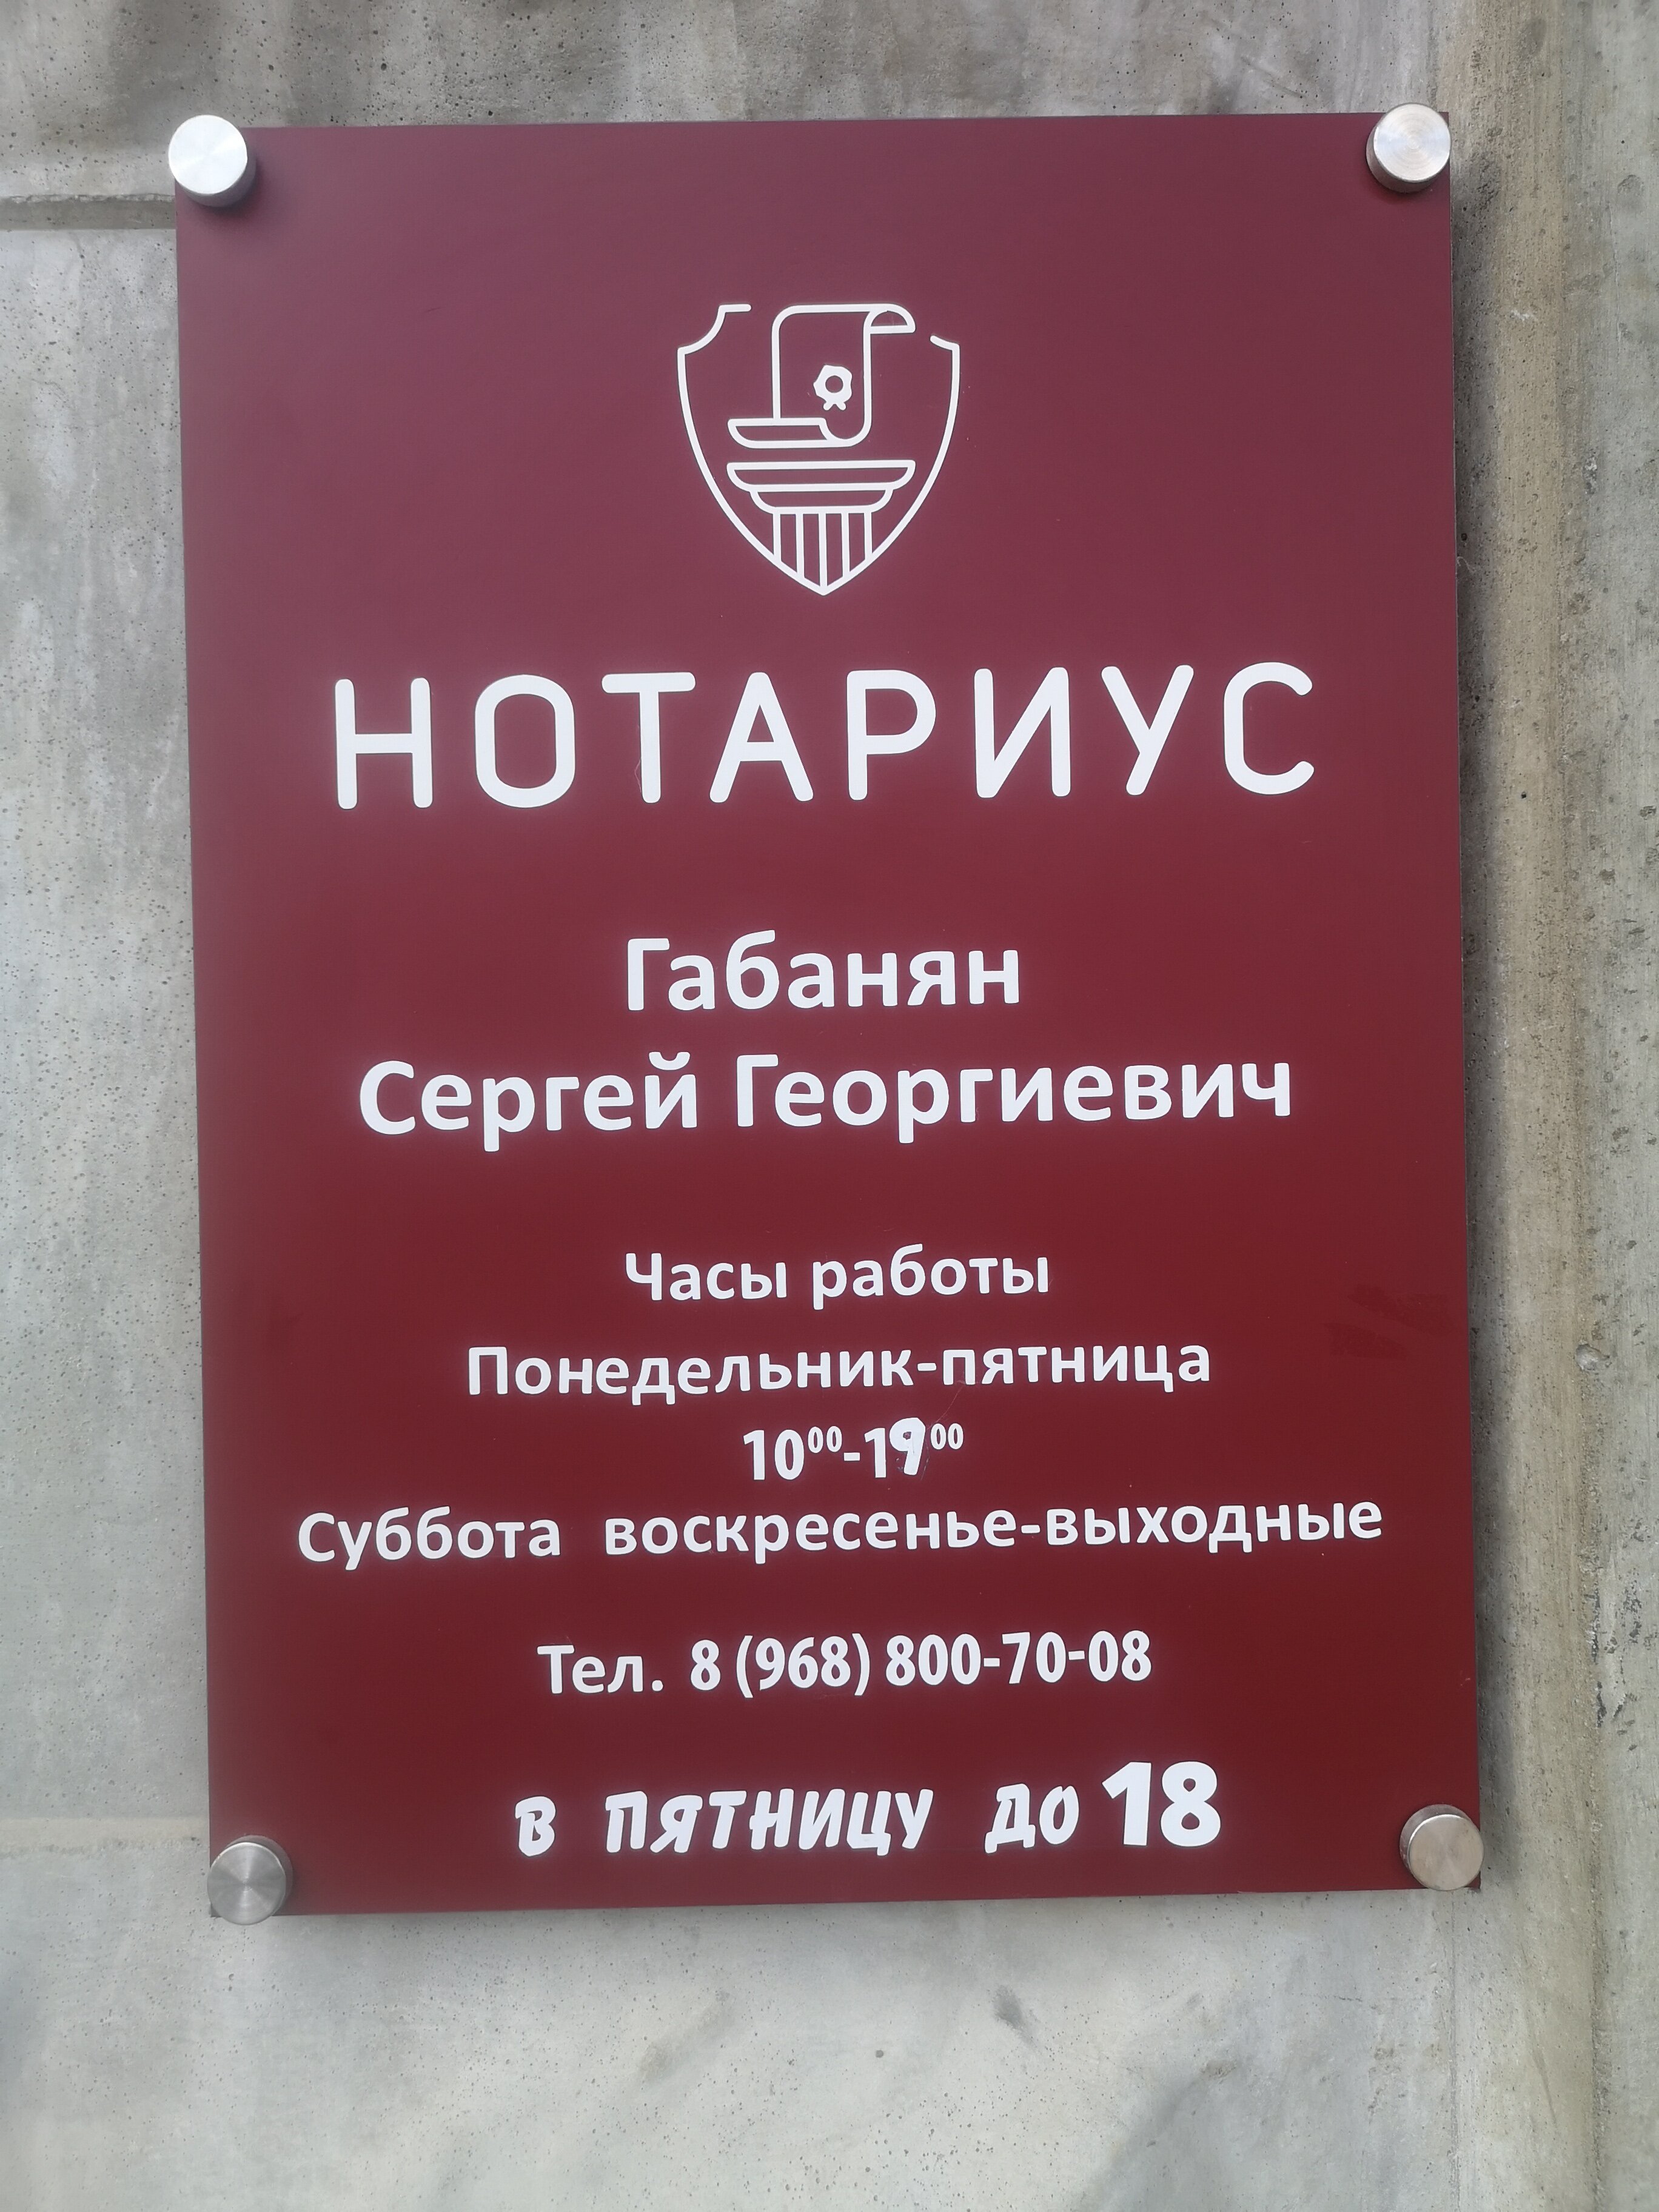 НОТАРИУС
Габанян
Сергей Георгиевич
Часы работы
Понедельник-пятница
10⁰⁰-19⁰⁰
Суббота воскресенье-выходные
Тел. 8 (968) 800-70-08
В ПЯТНИЦУ ДО 18